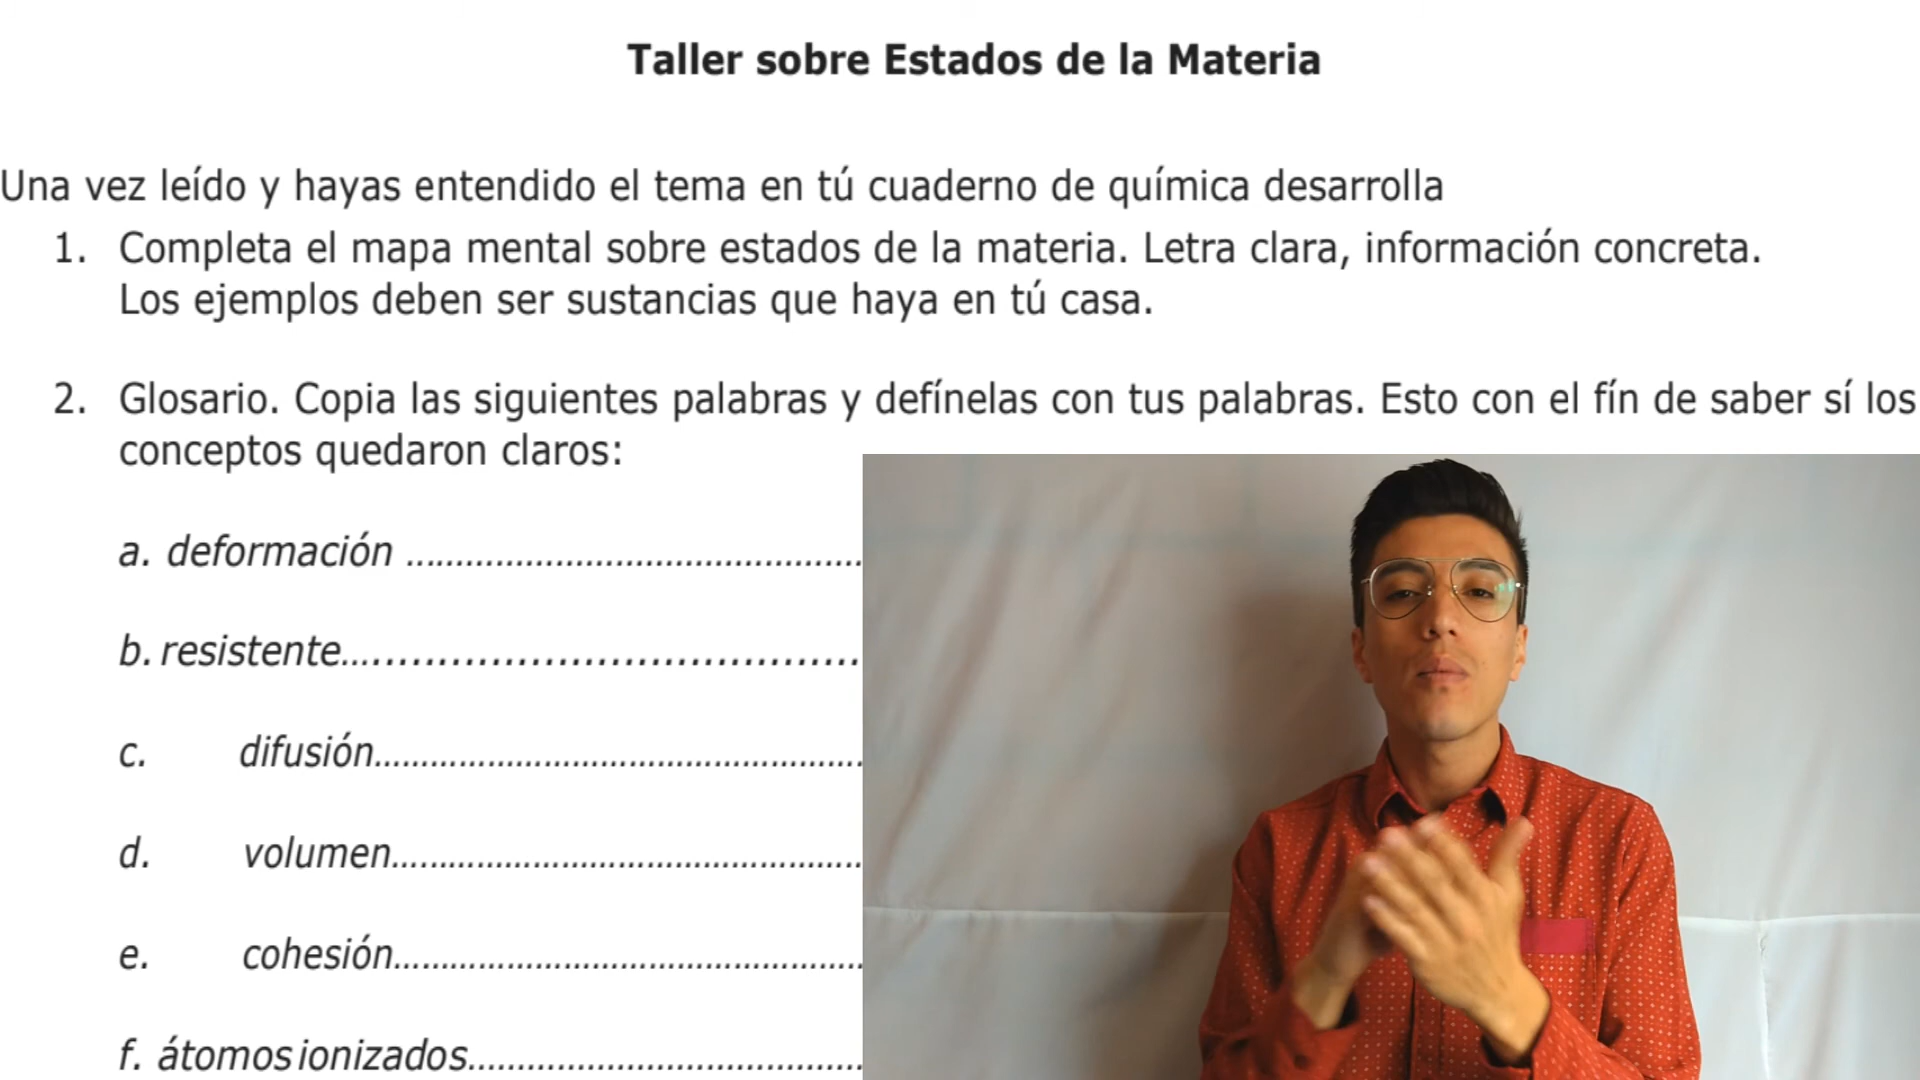 Taller sobre Estados de la Materia
Una vez leído y hayas entendido el tema en tú cuaderno de química desarrolla
1. Completa el mapa mental sobre estados de la materia. Letra clara, información concreta.
Los ejemplos deben ser sustancias que haya en tú casa.
2. Glosario. Copia las siguientes palabras y defínelas con tus palabras. Esto con el fín de saber sí los
conceptos quedaron claros:
a. deformación ............................................
b. resistente............................................
c. difusión............................................
d. volumen............................................
e. cohesión............................................
f. átomos ionizados............................................